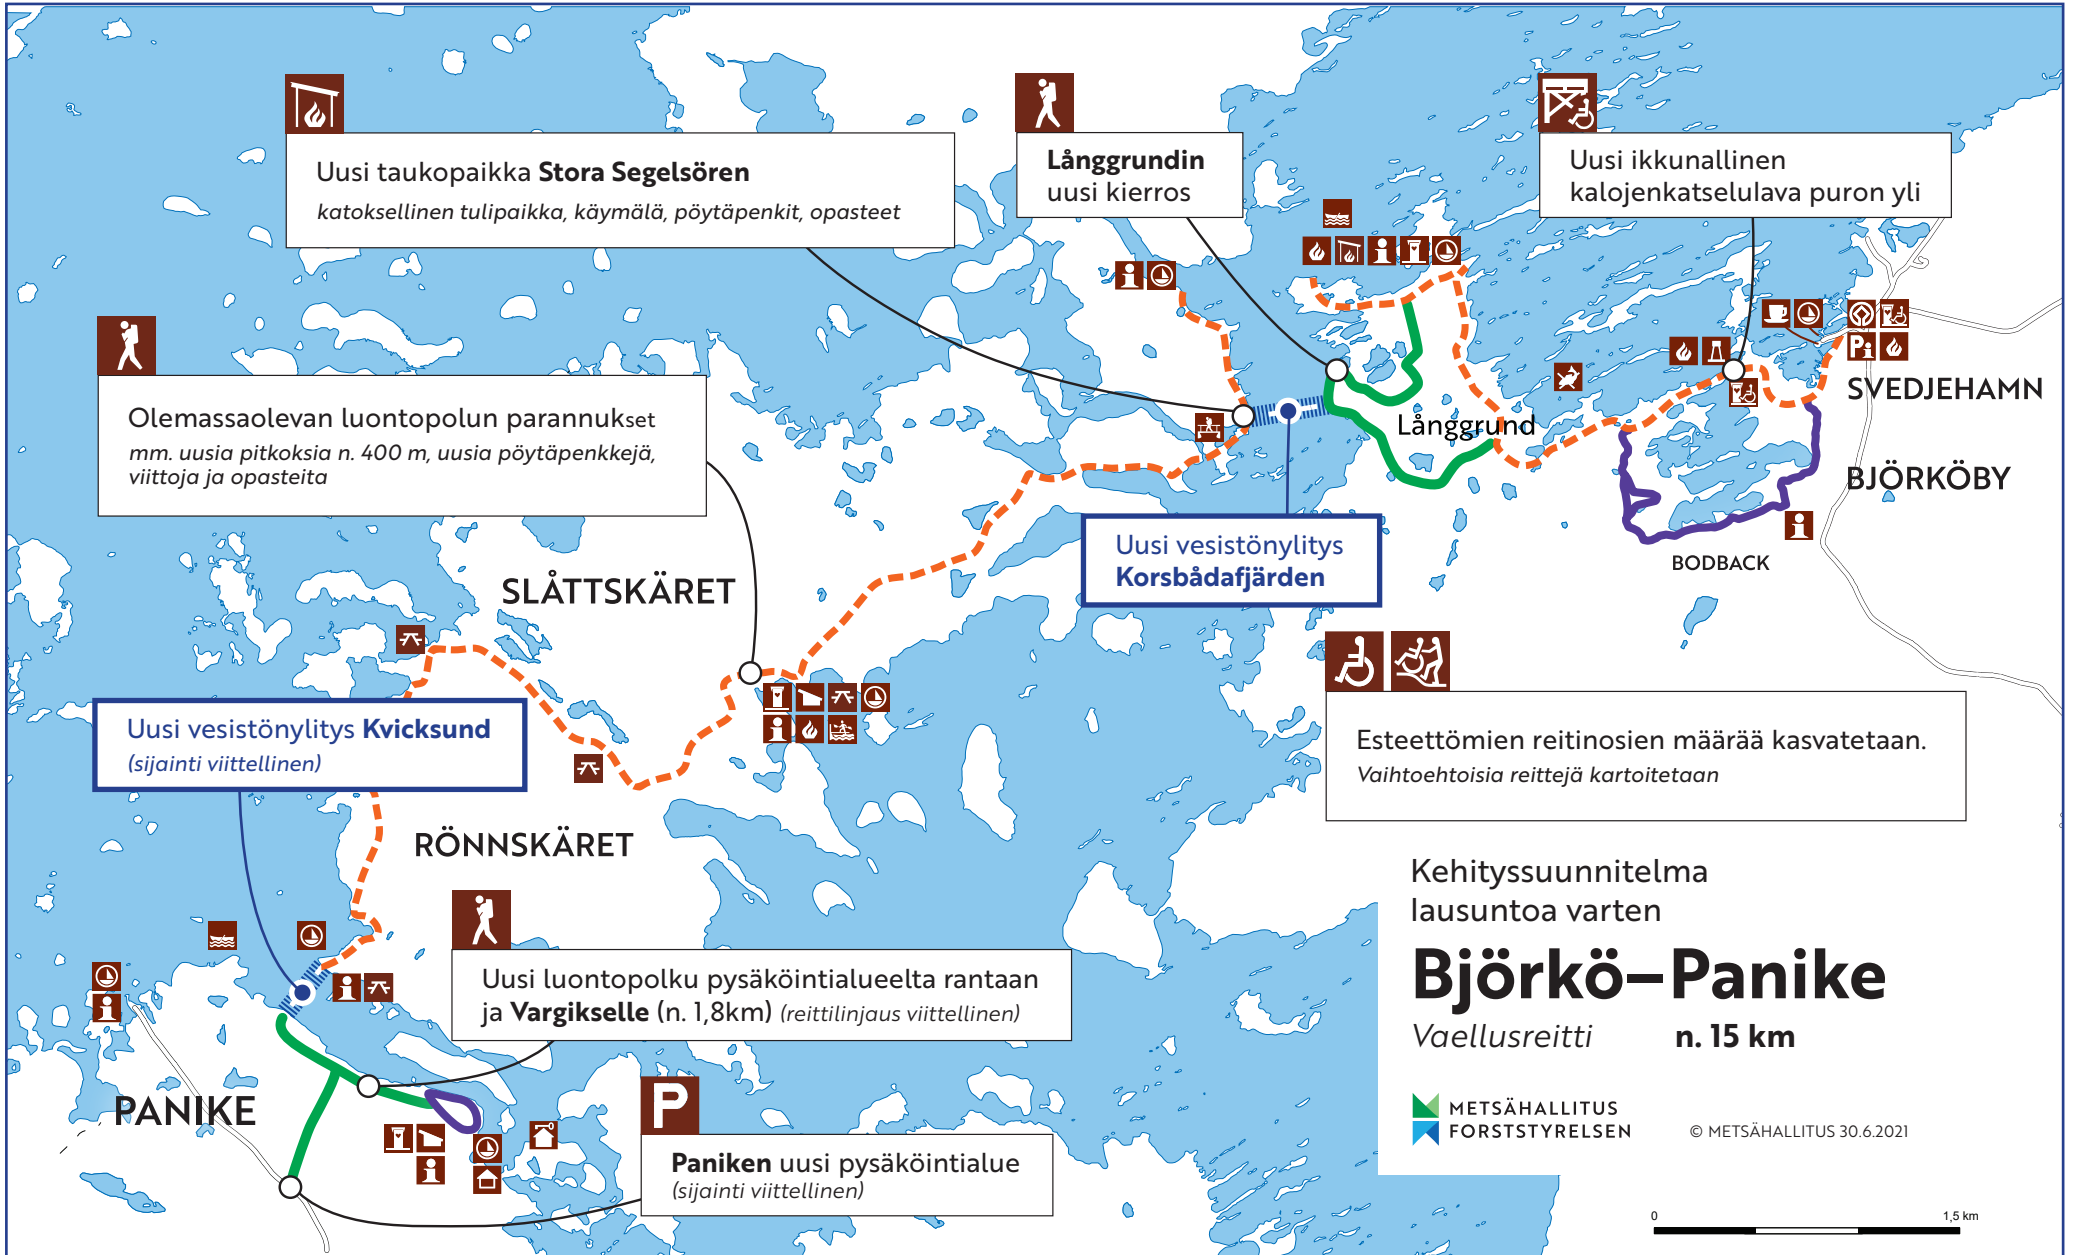 Uusi taukopaikka Stora Segelsören
katoksellinen tulipaikka, käymälä, pöytäpenkit, opasteet
Långgrundin
uusi kierros
Uusi ikkunallinen
kalojenkatselulava puron yli
Olemassaolevan luontopolun parannukset
mm. uusia pitkoksia n. 400 m, uusia pöytäpenkkejä,
viittoja ja opasteita
SVEDJEHAMN
Långgrund
BJÖRKÖBY
Uusi vesistönylitys
Korsbådafjärden
BODBACK
SLÅTTSKÄRET
Uusi vesistönylitys Kvicksund
(sijainti viittellinen)
Esteettömien reitinosien määrää kasvatetaan.
Vaihtoehtoisia reittejä kartoitetaan
RÖNNSKÄRET
Kehityssuunnitelma
lausuntoa varten
Björkö–Panike
Vaellusreitti n. 15 km
Uusi luontopolku pysäköintialueelta rantaan
ja Vargikselle (n. 1,8km) (reittilinjaus viittellinen)
PANIKE
P
Paniken uusi pysäköintialue
(sijainti viittellinen)
METSÄHALLITUS
FORSTSTYRELSEN
© METSÄHALLITUS 30.6.2021
0 1,5 km
P i
i
i
i
i
i
i
i